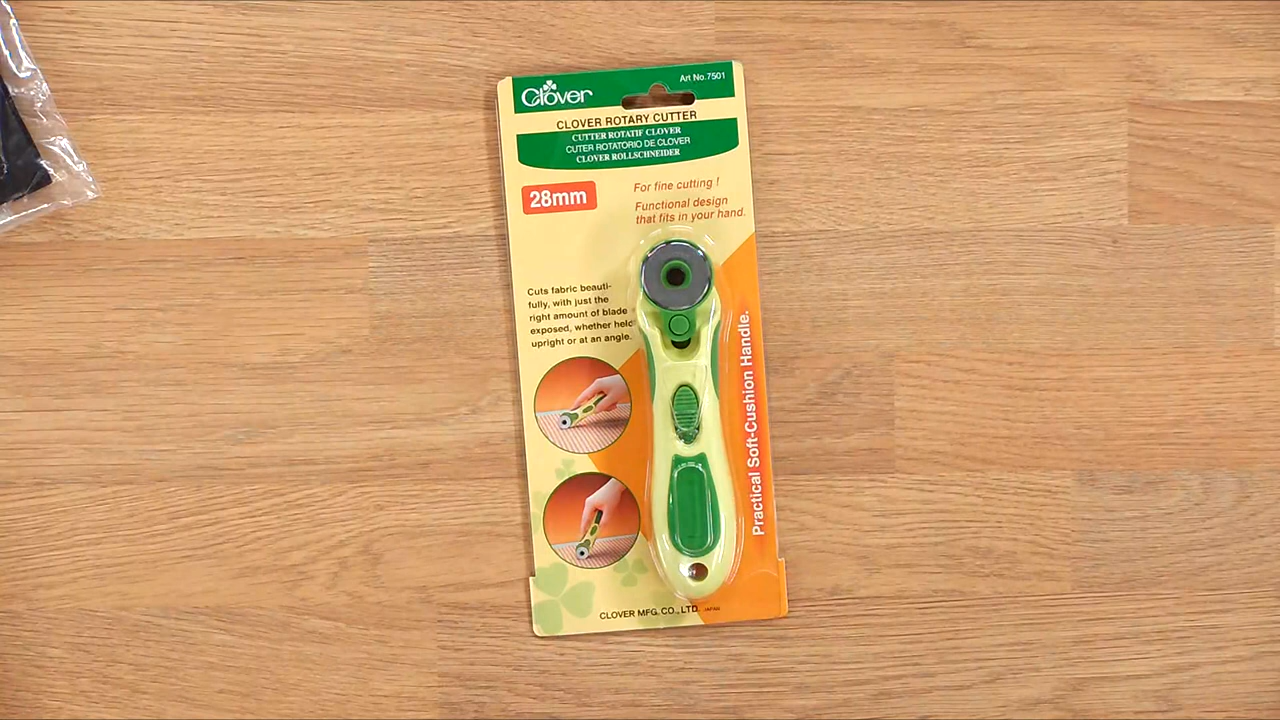 Clover
Art No.7501
CLOVER ROTARY CUTTER
CUTTER ROTATIF CLOVER
CUTER ROTATORIO DE CLOVER
CLOVER ROLLSCHNEIDER
28mm
For fine cutting !
Functional design
that fits in your hand.
Cuts fabric beauti-
fully, with just the
right amount of blade
exposed, whether held
upright or at an angle.
Practical Soft-Cushion Handle.
CLOVER MFG. CO., LTD. JAPAN